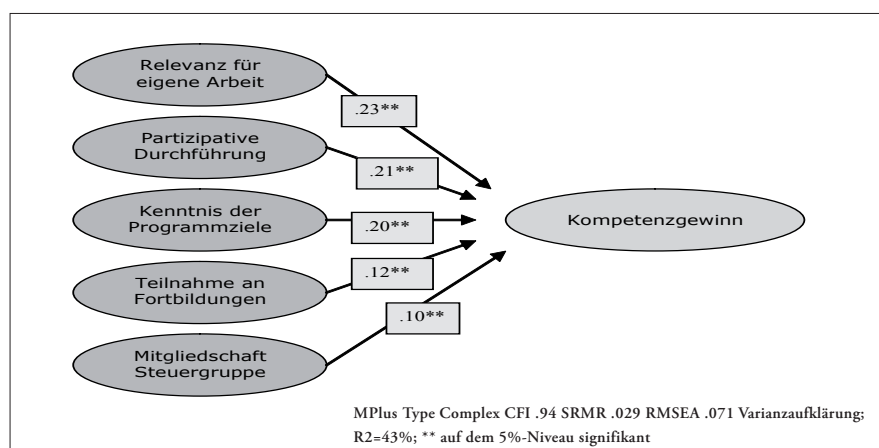 Relevanz für
eigene Arbeit
.23**
Partizipative
Durchführung
.21**
Kenntnis der
Programmziele
.20**
Kompetenzgewinn
Teilnahme an
Fortbildungen
.12**
Mitgliedschaft
Steuergruppe
.10**
MPlus Type Complex CFI .94 SRMR .029 RMSEA .071 Varianzaufklärung;
R2=43%; ** auf dem 5%-Niveau signifikant